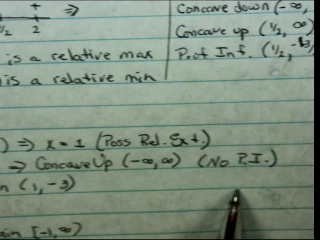 + ⇒
1/2 2
Concave down (-∞,
Concave up (1/2, ∞)
P. of Inf. (1/2, -
is a relative max
is a relative min
) ⇒ x = 1 (Poss Rel. Ext.)
⇒ Concave Up (-∞, ∞) (No P.I.)
(1, -3)
[-1, ∞)